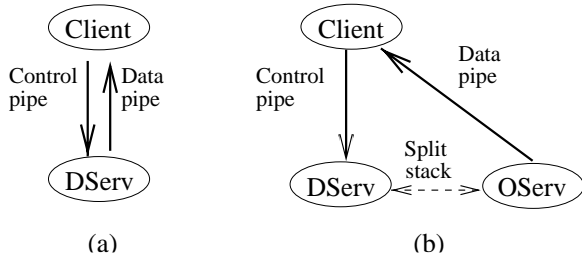 Client
Control
pipe
Data
pipe
DServ
(a)
Client
Control
pipe
Data
pipe
Split
stack
DServ
OServ
(b)